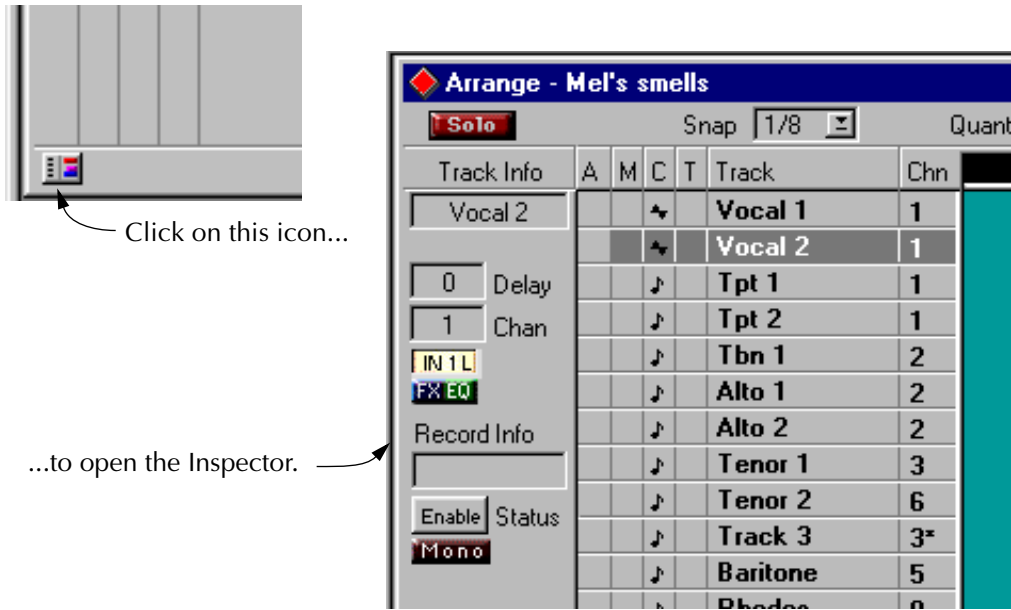 Click on this icon...
...to open the Inspector.
Arrange - Mel's smells
Solo Snap 1/8 Quant
Track Info A M C T Track Chn
Vocal 2 Vocal 1 1
Vocal 2 1
0 Delay Tpt 1 1
1 Chan Tpt 2 1
IN 1 L Tbn 1 2
FX EQ Alto 1 2
Record Info Alto 2 2
Tenor 1 3
Enable Status Tenor 2 6
Mono Track 3 3
Baritone 5
Rhodes